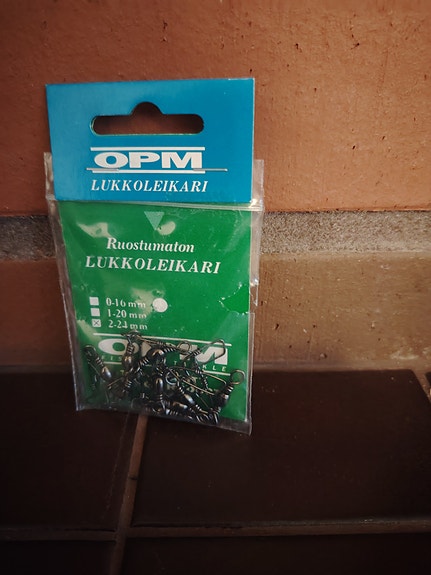 OPM
LUKKOLEIKARI
Ruostumaton
LUKKOLEIKARI
0-16 mm
1-20 mm
2-24 mm
OPM